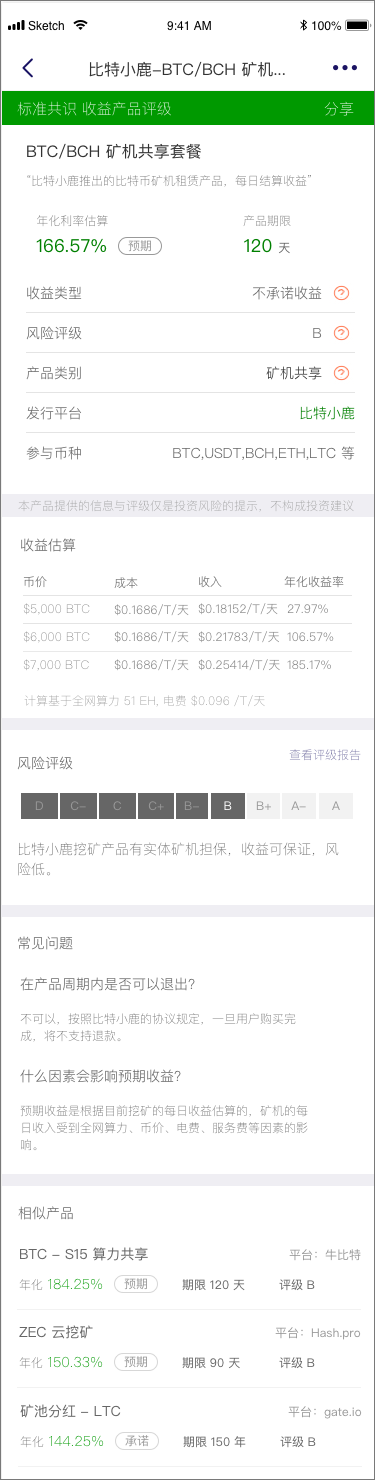 Sketch 9:41 AM 100%
比特小鹿-BTC/BCH 矿机...
标准共识 收益产品评级 分享
BTC/BCH 矿机共享套餐
“比特小鹿推出的比特币矿机租赁产品，每日结算收益”
年化利率估算 产品期限
166.57% 预期 120 天
收益类型 不承诺收益
风险评级 B
产品类别 矿机共享
发行平台 比特小鹿
参与币种 BTC,USDT,BCH,ETH,LTC 等
本产品提供的信息与评级仅是投资风险的提示，不构成投资建议
收益估算
币价 成本 收入 年化收益率
$5,000 BTC $0.1686/T/天 $0.18152/T/天 27.97%
$6,000 BTC $0.1686/T/天 $0.21783/T/天 106.57%
$7,000 BTC $0.1686/T/天 $0.25414/T/天 185.17%
计算基于全网算力 51 EH, 电费 $0.096 /T/天
风险评级 查看评级报告
D C- C C+ B- B B+ A- A
比特小鹿挖矿产品有实体矿机担保，收益可保证，风
险低。
常见问题
在产品周期内是否可以退出？
不可以，按照比特小鹿的协议规定，一旦用户购买完
成，将不支持退款。
什么因素会影响预期收益？
预期收益是根据目前挖矿的每日收益估算的，矿机的每
日收入受到全网算力、币价、电费、服务费等因素的影
响。
相似产品
BTC - S15 算力共享 平台：牛比特
年化 184.25% 预期 期限 120 天 评级 B
ZEC 云挖矿 平台：Hash.pro
年化 150.33% 预期 期限 90 天 评级 B
矿池分红 - LTC 平台：gate.io
年化 144.25% 承诺 期限 150 年 评级 B